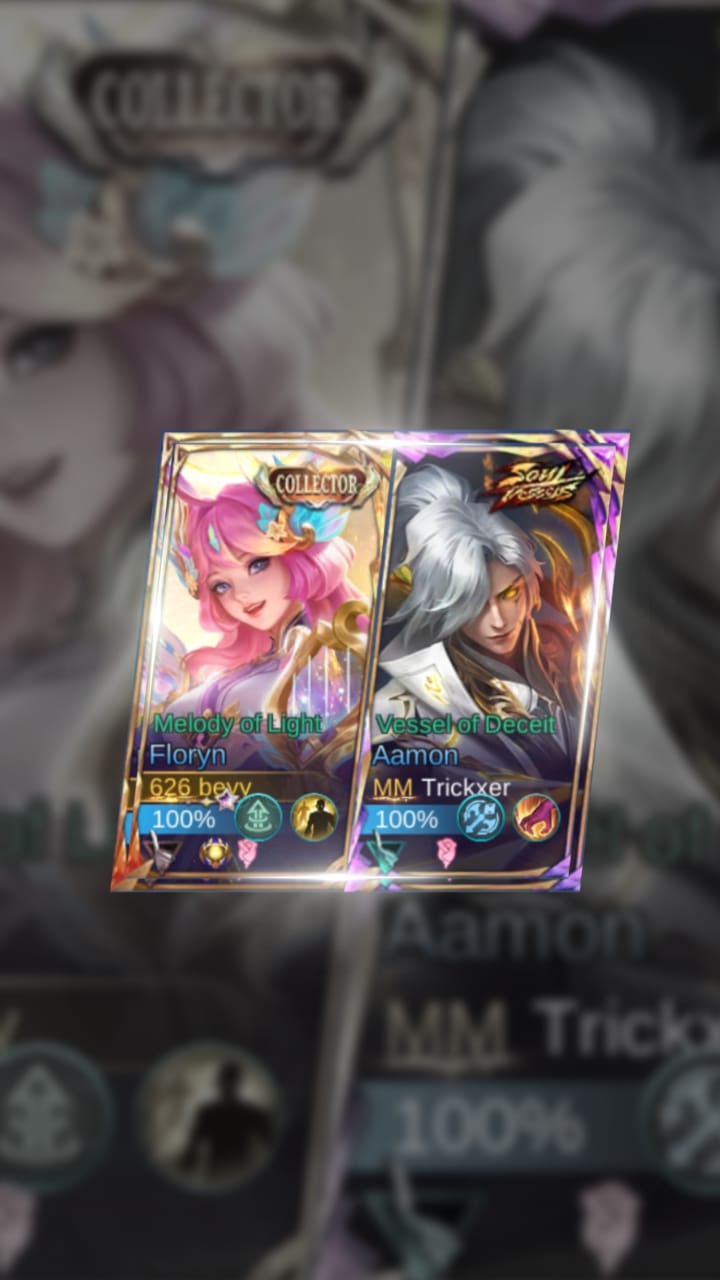 COLLECTOR
COLLECTOR
SOUL
VESSELS
Melody of Light
Vessel of Deceit
Floryn
Aamon
626 bevy
MM Trickxer
100%
100%
Aamon
MM Trickx
100%